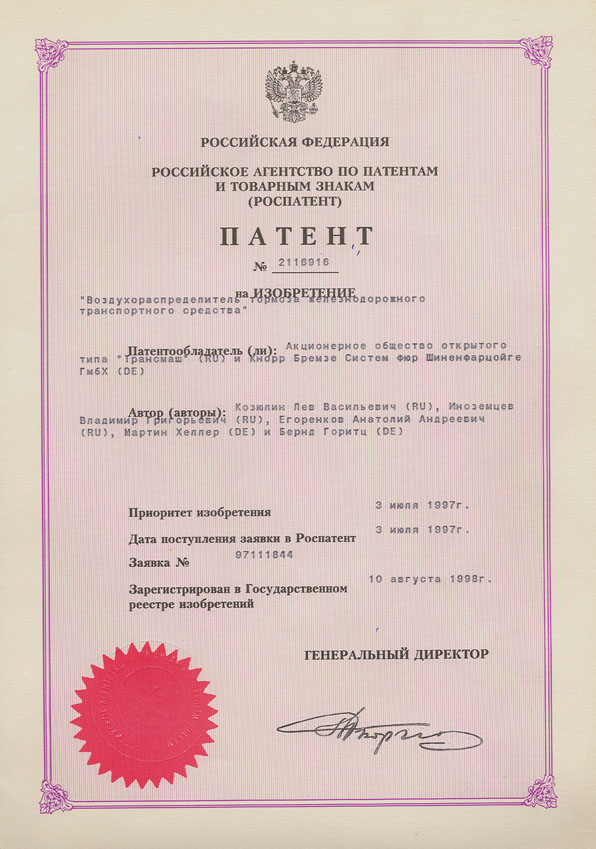 РОССИЙСКАЯ ФЕДЕРАЦИЯ
РОССИЙСКОЕ АГЕНТСТВО ПО ПАТЕНТАМ
И ТОВАРНЫМ ЗНАКАМ
(РОСПАТЕНТ)
ПАТЕНТ
№ 2116916
на ИЗОБРЕТЕНИЕ
"Воздухораспределитель тормоза железнодорожного
транспортного средства"
Патентообладатель (ли): Акционерное общество открытого
типа "Трансмаш" (RU) и Кнорр Бремзе Систем фюр Шиненфарцойге
ГмбХ (DE)
Автор (авторы): Козюлин Лев Васильевич (RU), Иноземцев
Владимир Григорьевич (RU), Егоренков Анатолий Андреевич
(RU), Мартин Хеллер (DE) и Бернд Горитц (DE)
Приоритет изобретения 3 июля 1997г.
Дата поступления заявки в Роспатент 3 июля 1997г.
Заявка № 97111844
Зарегистрирован в Государственном 10 августа 1998г.
реестре изобретений
ГЕНЕРАЛЬНЫЙ ДИРЕКТОР